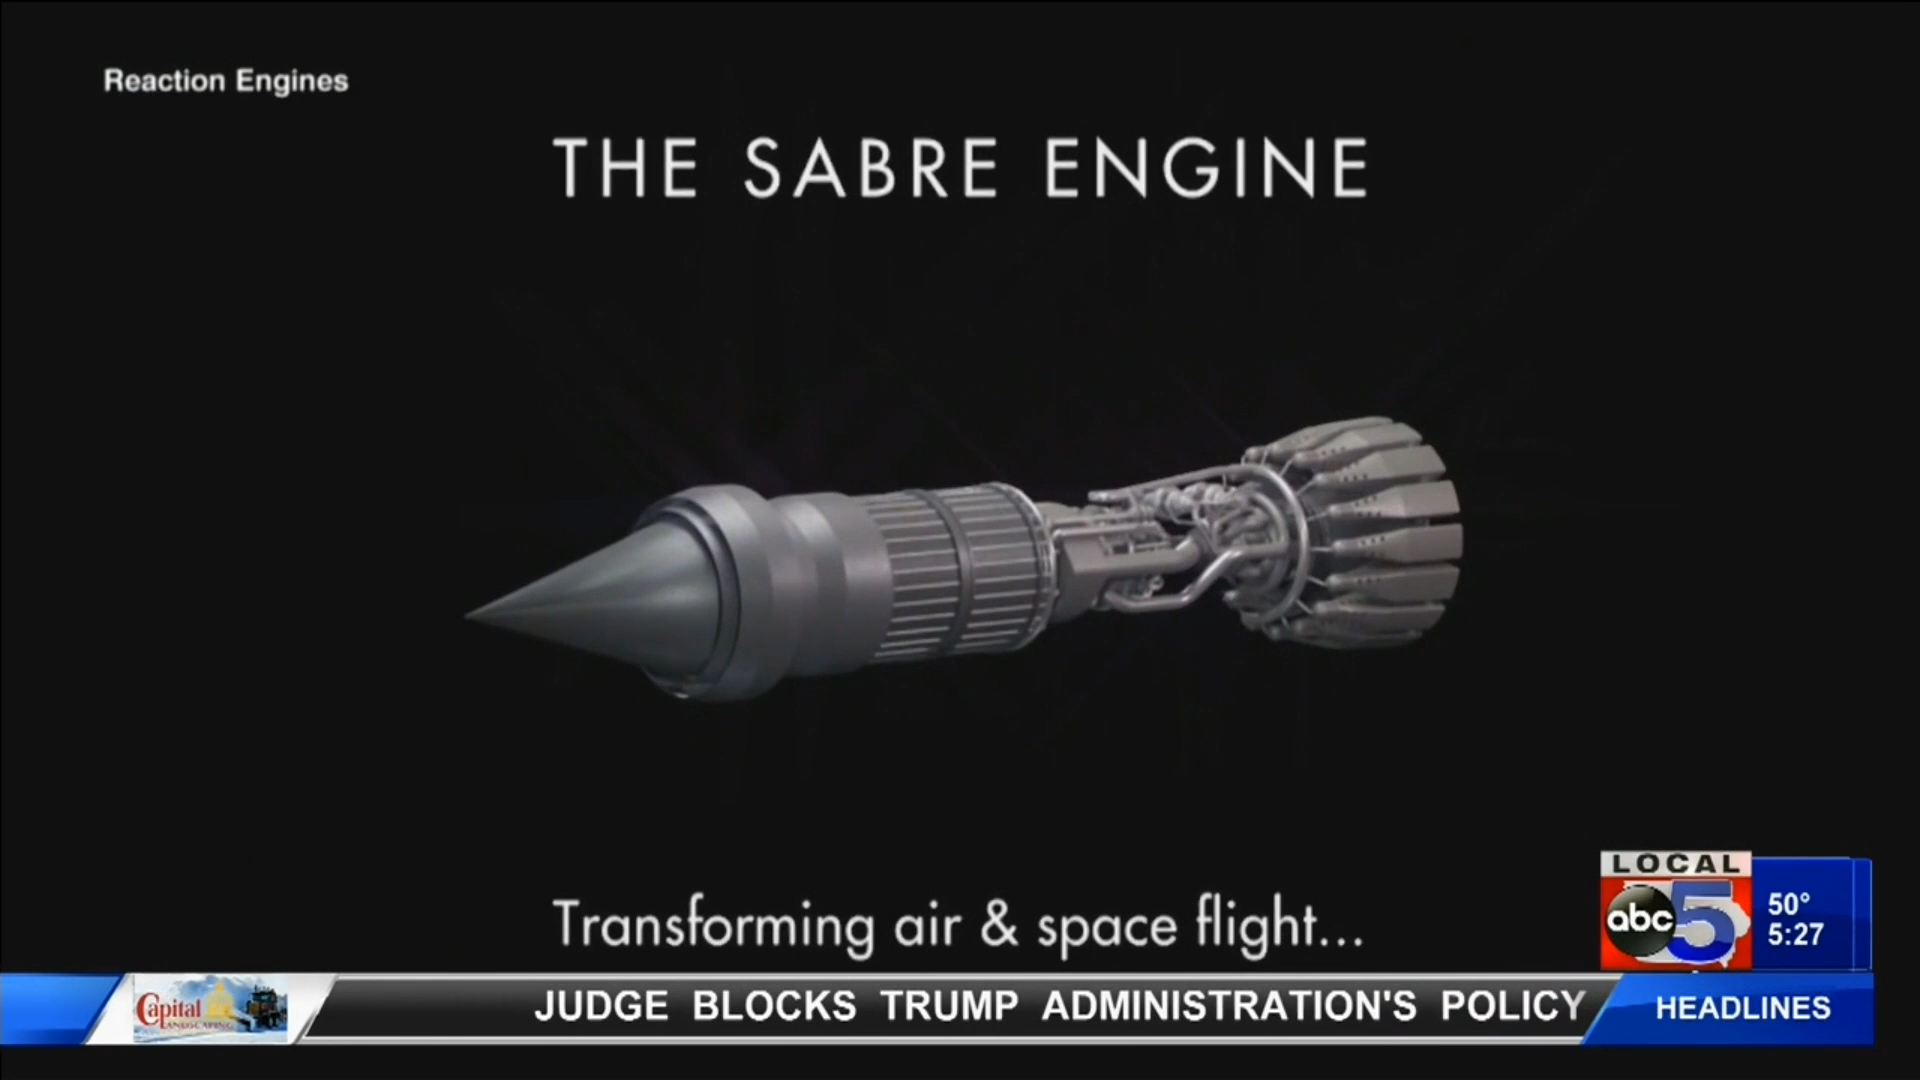 Reaction Engines
THE SABRE ENGINE
Transforming air & space flight...
LOCAL
abc 5
50°
5:27
Capital
LANDSCAPING
JUDGE BLOCKS TRUMP ADMINISTRATION'S POLICY
HEADLINES